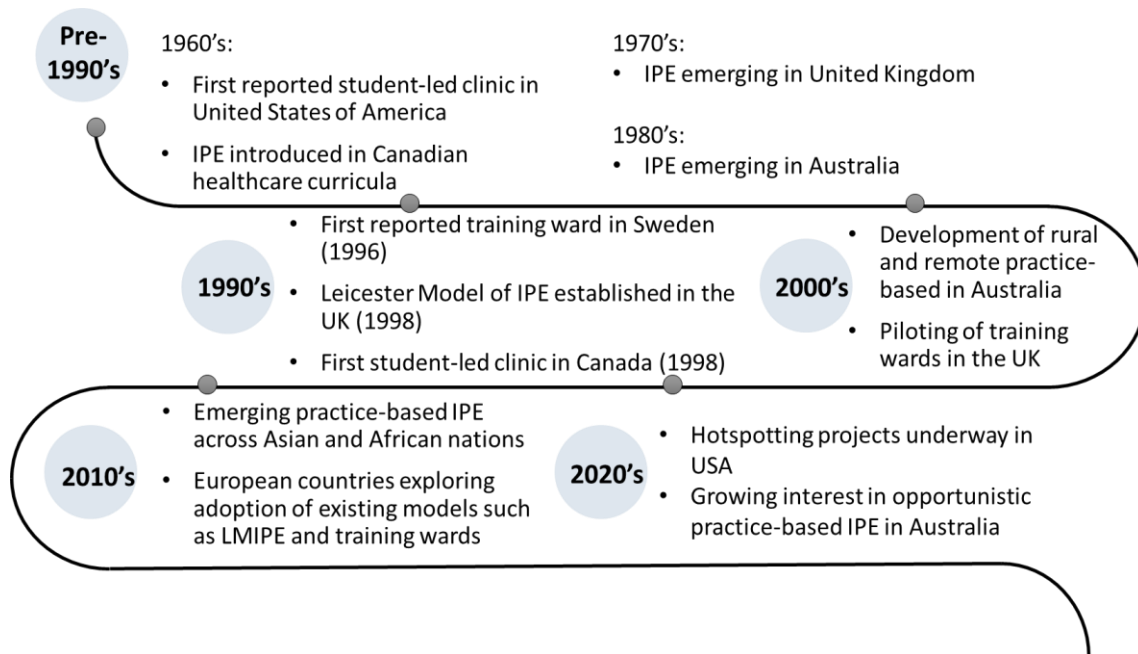 Pre-
1990's
1960's:
• First reported student-led clinic in
United States of America
• IPE introduced in Canadian
healthcare curricula
1970's:
• IPE emerging in United Kingdom
1980's:
• IPE emerging in Australia
1990's
• First reported training ward in Sweden
(1996)
• Leicester Model of IPE established in the
UK (1998)
• First student-led clinic in Canada (1998)
2000's
• Development of rural
and remote practice-
based in Australia
• Piloting of training
wards in the UK
2010's
• Emerging practice-based IPE
across Asian and African nations
• European countries exploring
adoption of existing models such
as LMIPE and training wards
2020's
• Hotspotting projects underway in
USA
• Growing interest in opportunistic
practice-based IPE in Australia